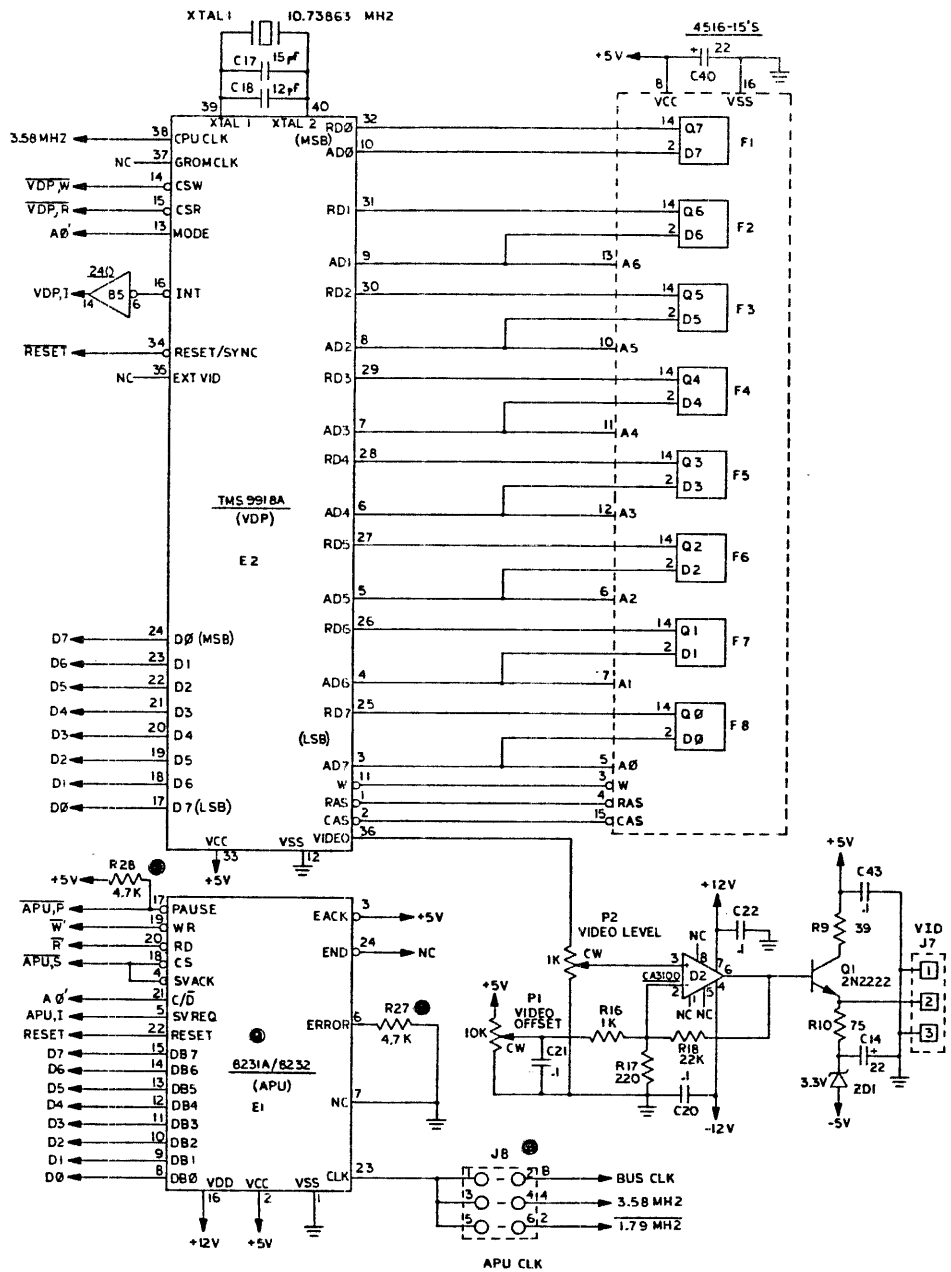 XTAL 1 10.73863 MHZ
C17 15pf
C18 12pf
39 40
XTAL 1 XTAL 2
4516-15'S
+5V + 22
C40
8 16
VCC VSS
3.58 MHZ 38 CPU CLK
NC 37 GROMCLK
VDP,W 14 CSW
VDP,R 15 CSR
AØ' 13 MODE
24Ω
VDP,I 14 85 6 16 INT
RESET 34 RESET/SYNC
NC 35 EXT VID
TMS 9918A
(VDP)
E2
(MSB)
RDØ 32 14 Q7 F1
ADØ 10 2 D7
RD1 31 14 Q6 F2
2 D6
AD1 9 13 A6
RD2 30 14 Q5 F3
2 D5
AD2 8 10 A5
RD3 29 14 Q4 F4
2 D4
AD3 7 11 A4
RD4 28 14 Q3 F5
2 D3
AD4 6 12 A3
RD5 27 14 Q2 F6
2 D2
AD5 5 6 A2
RD6 26 14 Q1 F7
2 D1
AD6 4 7 A1
RD7 25 14 QØ F8
(LSB) 2 DØ
AD7 3 5 AØ
W 11 3 W
RAS 1 4 RAS
CAS 2 15 CAS
VIDEO 36
D7 24 DØ (MSB)
D6 23 D1
D5 22 D2
D4 21 D3
D3 20 D4
D2 19 D5
D1 18 D6
DØ 17 D7 (LSB)
VCC VSS
33 12
+5V
R28
+5V 4.7K
APU,P 17 PAUSE
W' 19 WR
R 20 RD
APU,S 18 CS
4 SVACK
AØ' 21 C/D
APU,I 5 SVREQ
RESET 22 RESET
D7 15 DB7
D6 14 DB6
D5 13 DB5
D4 12 DB4
D3 11 DB3
D2 10 DB2
D1 9 DB1
DØ 8 DBØ
8231A/8232
(APU)
E1
EACK 3 +5V
END 24 NC
ERROR 6 R27
4.7K
NC 7
CLK 23
VDD VCC VSS
16 2 1
+12V +5V
J8
1 2 8 BUS CLK
3 4 4 3.58 MHZ
5 6 2 1.79 MHZ
APU CLK
P2
VIDEO LEVEL
1K CW
+5V
P1
VIDEO
OFFSET
10K CW
C21
.1
R16
1K
R17
220
R18
22K
C20
.1
-12V
+12V
C22
.1
NC 8 7
3 + CA3100 D2 6
2 - 4
NC 1 5 NC
+5V
C43
.1
R9 39
Q1
2N2222
R10 75
C14
+
22
3.3V 2D1
-5V
VID
J7
1
2
3